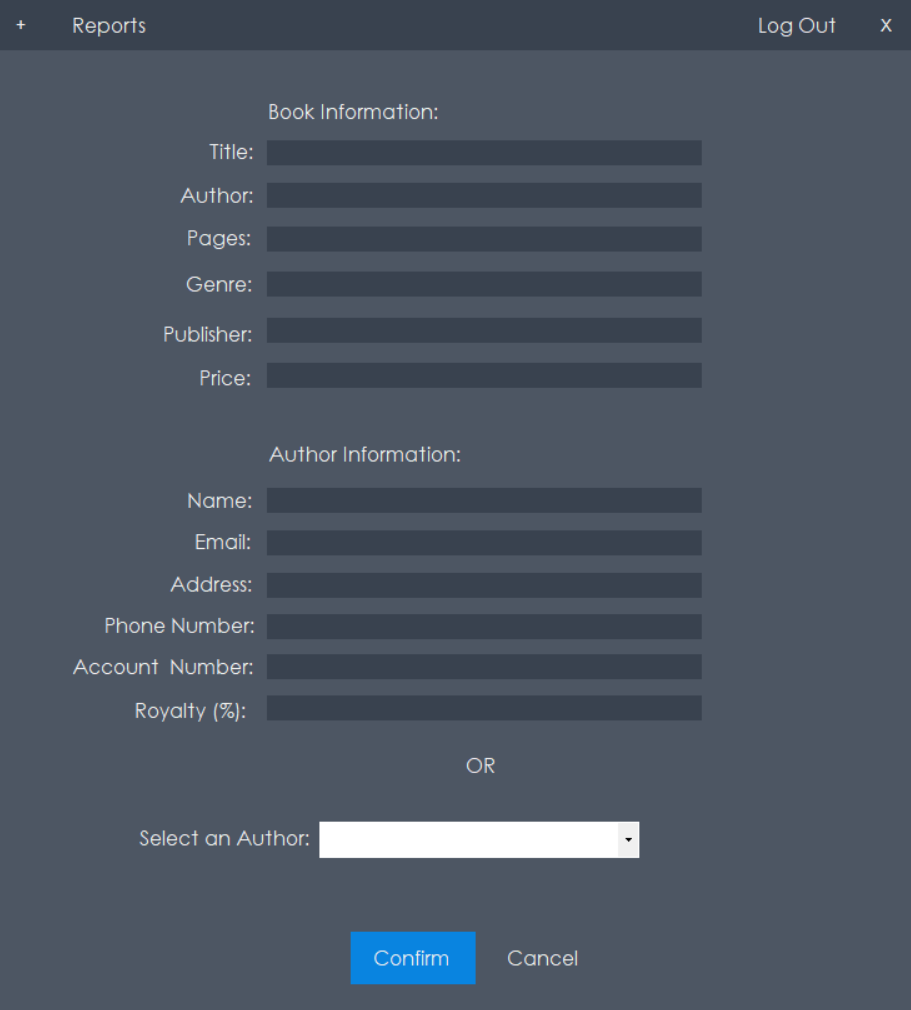 + Reports Log Out X
Book Information:
Title:
Author:
Pages:
Genre:
Publisher:
Price:
Author Information:
Name:
Email:
Address:
Phone Number:
Account  Number:
Royalty (%):
OR
Select an Author:
Confirm Cancel